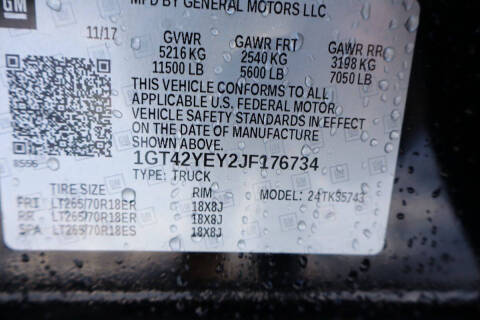 GM
MFD BY GENERAL MOTORS LLC
11/17 GVWR GAWR FRT GAWR RR
5216 KG 2540 KG 3198 KG
11500 LB 5600 LB 7050 LB
THIS VEHICLE CONFORMS TO ALL
APPLICABLE U.S. FEDERAL MOTOR
VEHICLE SAFETY STANDARDS IN EFFECT
ON THE DATE OF MANUFACTURE
SHOWN ABOVE.
8556 1GT42YEY2JF176734
TYPE: TRUCK
TIRE SIZE RIM MODEL: 24TK35743
FRT LT265/70R18ER 18X8J
RR LT265/70R18ER 18X8J
SPA LT265/70R18ES 18X8J